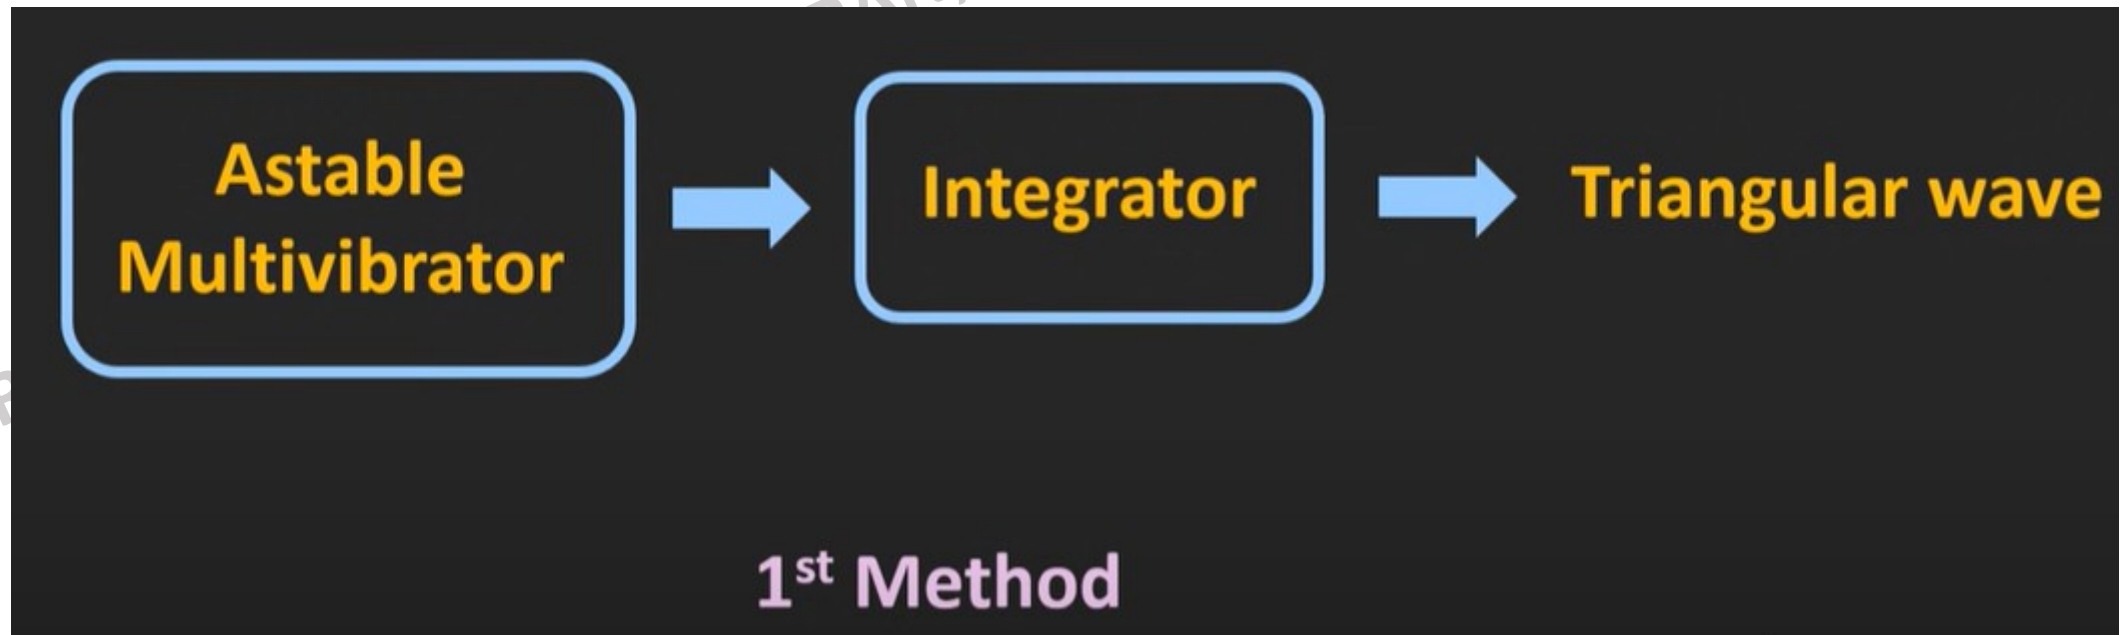 Astable
Multivibrator
Integrator
Triangular wave
1st Method